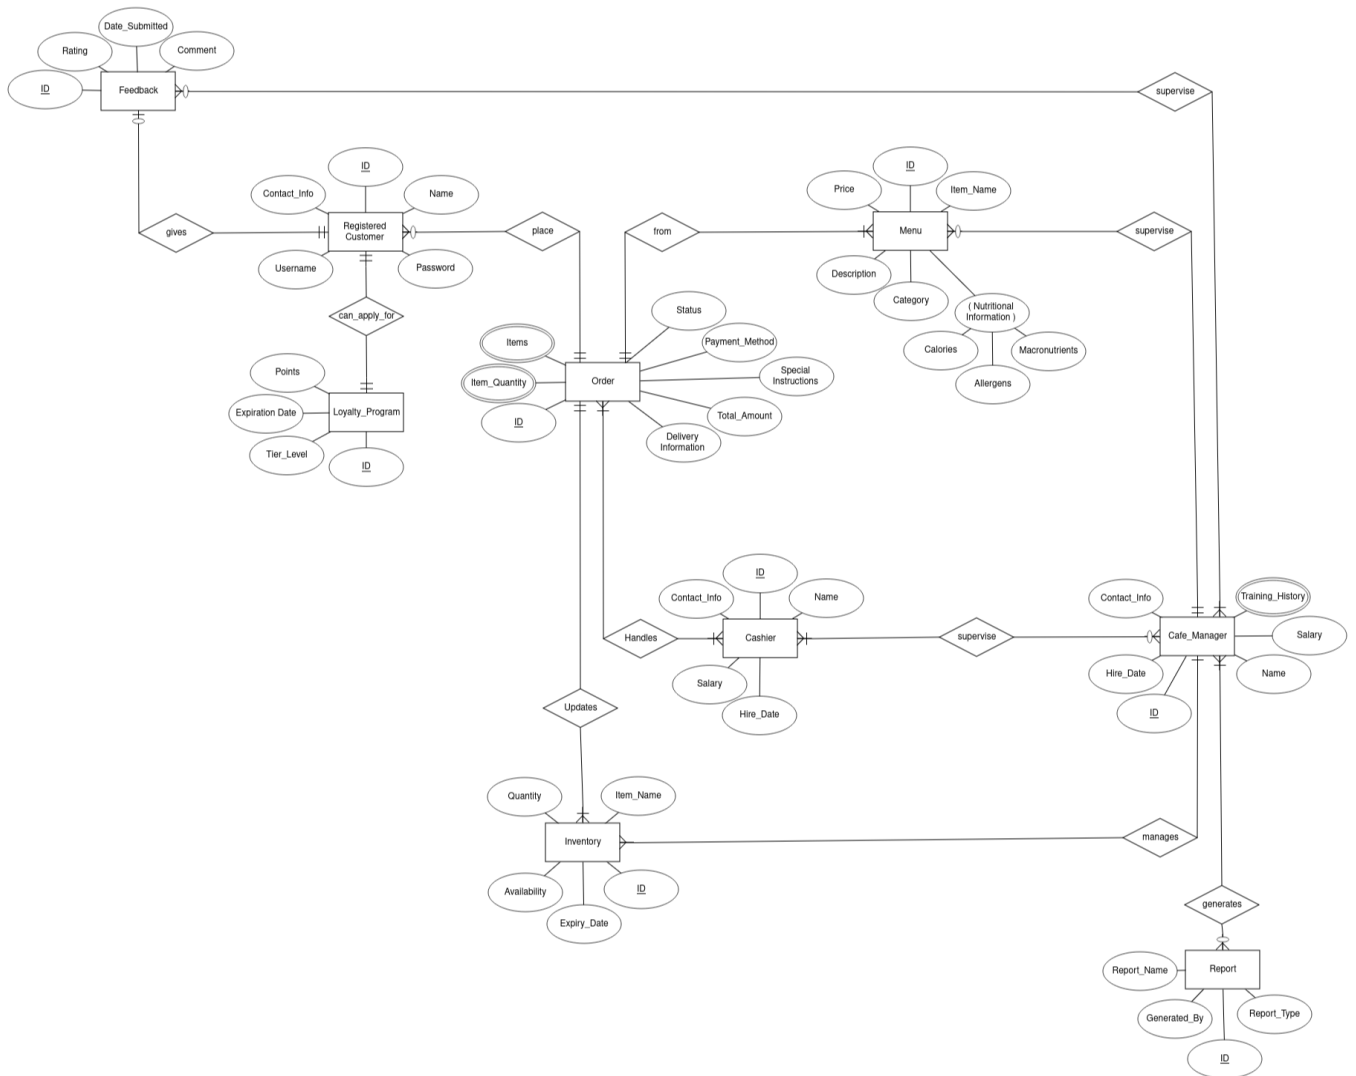 Date_Submitted
Rating
Comment
ID
Feedback
supervise
ID
Contact_Info
Name
gives
Registered
Customer
place
Username
Password
can_apply_for
Points
Expiration Date
Loyalty_Program
Tier_Level
ID
ID
Price
Item_Name
from
Menu
supervise
Description
Category
( Nutritional
Information )
Calories
Macronutrients
Allergens
Status
Items
Payment_Method
Item_Quantity
Order
Special
Instructions
ID
Total_Amount
Delivery
Information
ID
Contact_Info
Name
Handles
Cashier
supervise
Salary
Hire_Date
Contact_Info
Training_History
Cafe_Manager
Salary
Hire_Date
Name
ID
Updates
Quantity
Item_Name
Inventory
manages
Availability
ID
Expiry_Date
generates
Report_Name
Report
Generated_By
Report_Type
ID